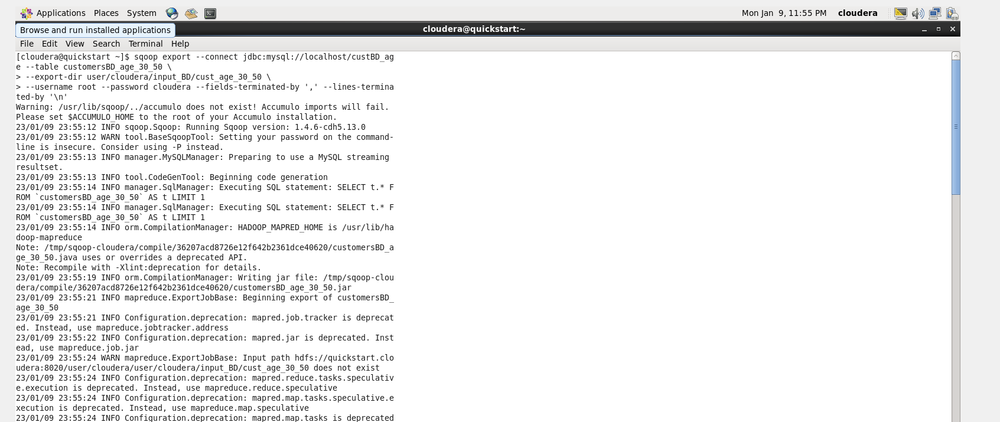 Applications Places System Mon Jan 9, 11:55 PM cloudera
Browse and run installed applications cloudera@quickstart:~
File Edit View Search Terminal Help
[cloudera@quickstart ~]$ sqoop export --connect jdbc:mysql://localhost/custBD_ag
e --table customersBD_age_30_50 \
> --export-dir user/cloudera/input_BD/cust_age_30_50 \
> --username root --password cloudera --fields-terminated-by ',' --lines-termina
ted-by '\n'
Warning: /usr/lib/sqoop/../accumulo does not exist! Accumulo imports will fail.
Please set $ACCUMULO_HOME to the root of your Accumulo installation.
23/01/09 23:55:12 INFO sqoop.Sqoop: Running Sqoop version: 1.4.6-cdh5.13.0
23/01/09 23:55:12 WARN tool.BaseSqoopTool: Setting your password on the command-
line is insecure. Consider using -P instead.
23/01/09 23:55:13 INFO manager.MySQLManager: Preparing to use a MySQL streaming
resultset.
23/01/09 23:55:13 INFO tool.CodeGenTool: Beginning code generation
23/01/09 23:55:14 INFO manager.SqlManager: Executing SQL statement: SELECT t.* F
ROM `customersBD_age_30_50` AS t LIMIT 1
23/01/09 23:55:14 INFO manager.SqlManager: Executing SQL statement: SELECT t.* F
ROM `customersBD_age_30_50` AS t LIMIT 1
23/01/09 23:55:14 INFO orm.CompilationManager: HADOOP_MAPRED_HOME is /usr/lib/ha
doop-mapreduce
Note: /tmp/sqoop-cloudera/compile/36207acd8726e12f642b2361dce40620/customersBD_a
ge_30_50.java uses or overrides a deprecated API.
Note: Recompile with -Xlint:deprecation for details.
23/01/09 23:55:19 INFO orm.CompilationManager: Writing jar file: /tmp/sqoop-clou
dera/compile/36207acd8726e12f642b2361dce40620/customersBD_age_30_50.jar
23/01/09 23:55:21 INFO mapreduce.ExportJobBase: Beginning export of customersBD_
age_30_50
23/01/09 23:55:21 INFO Configuration.deprecation: mapred.job.tracker is deprecat
ed. Instead, use mapreduce.jobtracker.address
23/01/09 23:55:22 INFO Configuration.deprecation: mapred.jar is deprecated. Inst
ead, use mapreduce.job.jar
23/01/09 23:55:24 WARN mapreduce.ExportJobBase: Input path hdfs://quickstart.clo
udera:8020/user/cloudera/user/cloudera/input_BD/cust_age_30_50 does not exist
23/01/09 23:55:24 INFO Configuration.deprecation: mapred.reduce.tasks.speculativ
e.execution is deprecated. Instead, use mapreduce.reduce.speculative
23/01/09 23:55:24 INFO Configuration.deprecation: mapred.map.tasks.speculative.e
xecution is deprecated. Instead, use mapreduce.map.speculative
23/01/09 23:55:24 INFO Configuration.deprecation: mapred.map.tasks is deprecated